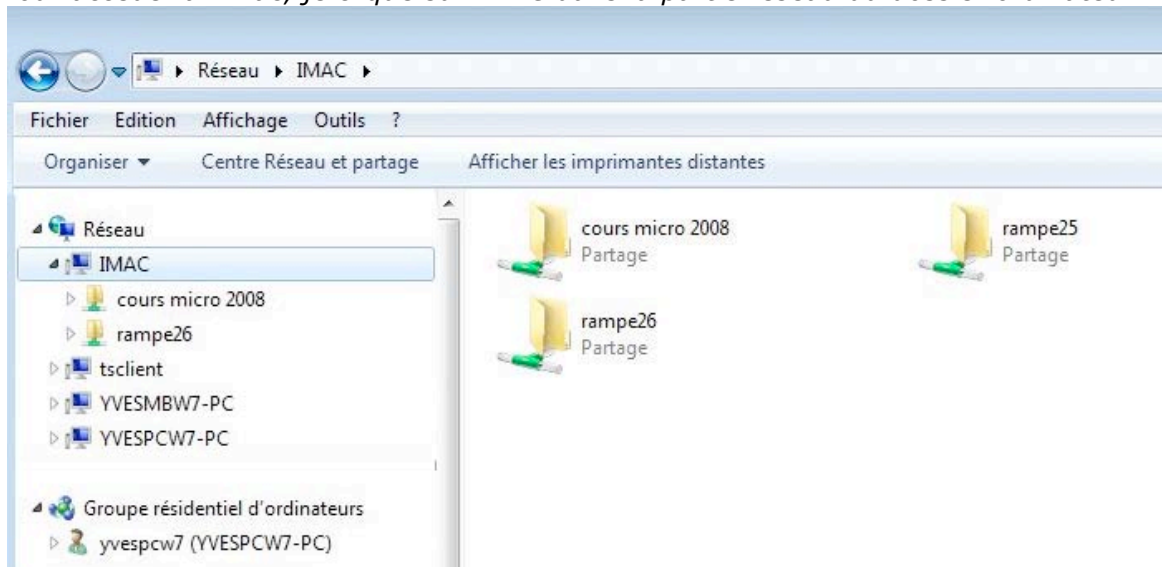 Réseau ▸ IMAC ▸
Fichier Edition Affichage Outils ?
Organiser ▾ Centre Réseau et partage Afficher les imprimantes distantes
Réseau
IMAC
cours micro 2008
rampe26
tsclient
YVESMBW7-PC
YVESPCW7-PC
Groupe résidentiel d'ordinateurs
yvespcw7 (YVESPCW7-PC)
cours micro 2008
Partage
rampe25
Partage
rampe26
Partage